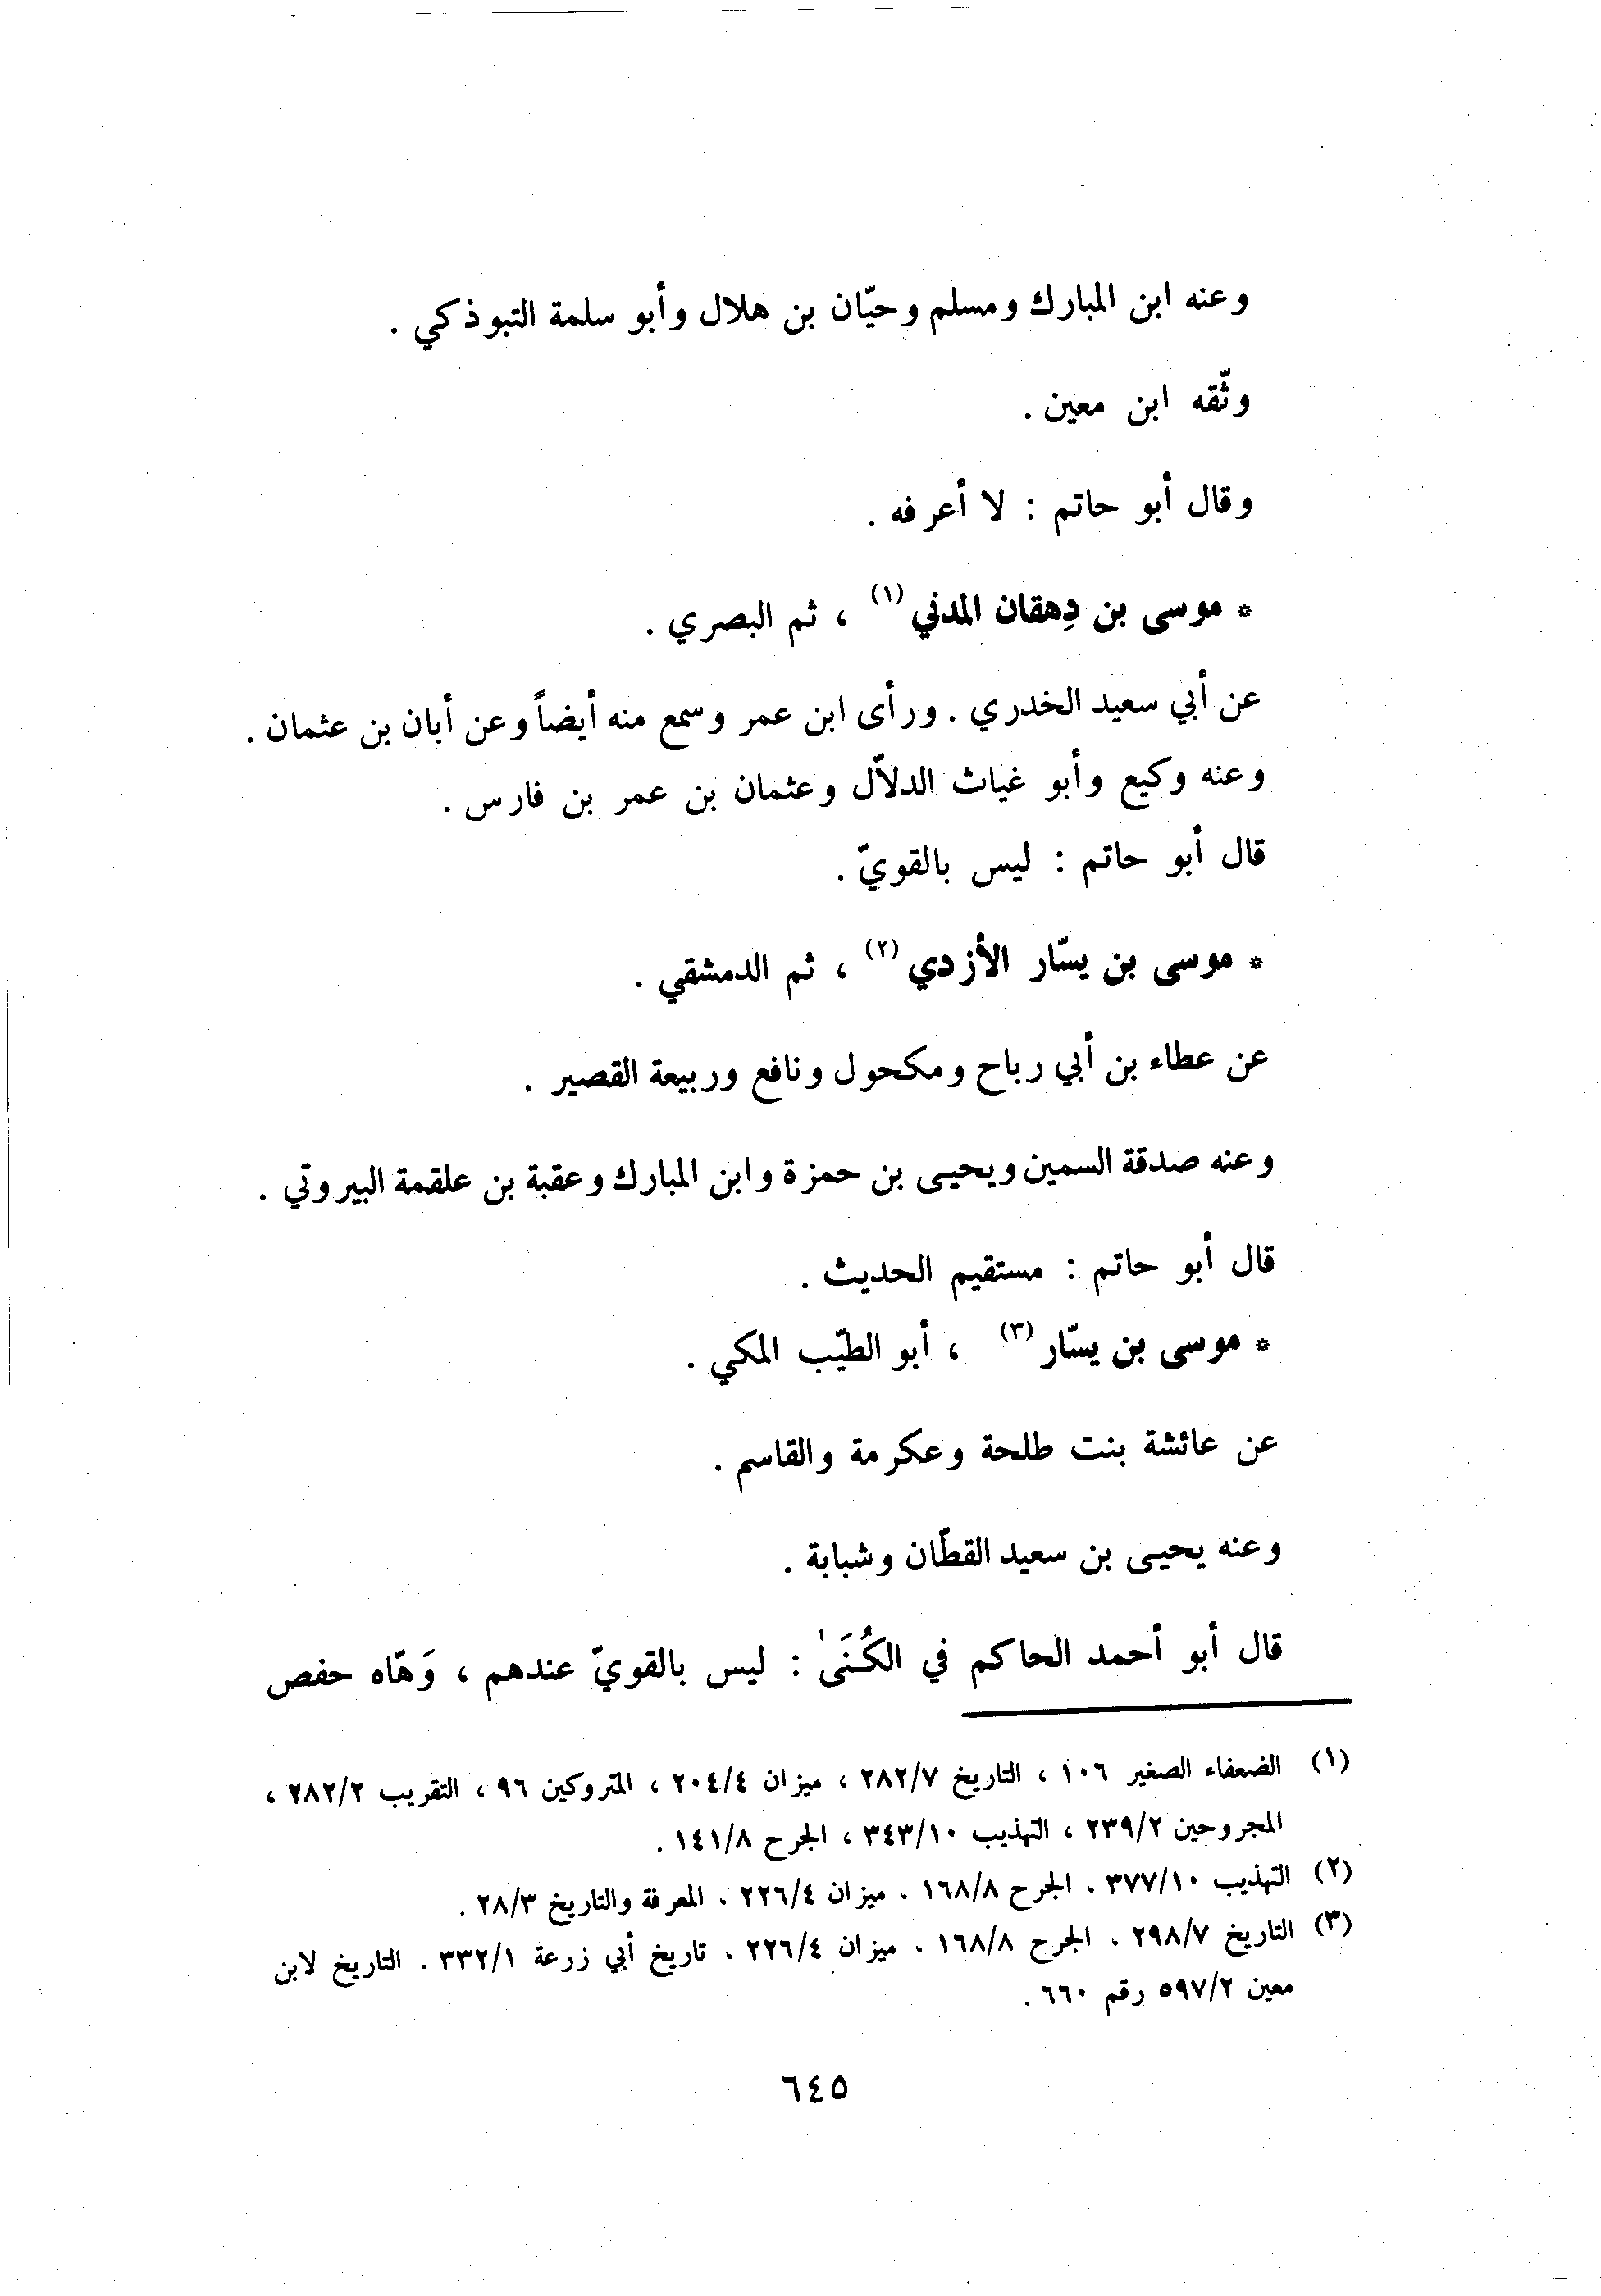 وعنه ابن المبارك ومسلم وحيّان بن هلال وأبو سلمة التبوذكي .
وثّقه ابن معين .
وقال أبو حاتم : لا أعرفه .
* موسى بن دِهقان المدني (١) ، ثم البصري .
عن أبي سعيد الخدري . ورأى ابن عمر وسمع منه أيضاً وعن أبان بن عثمان .
وعنه وكيع وأبو غياث الدلاّل وعثمان بن عمر بن فارس .
قال أبو حاتم : ليس بالقويّ .
* موسى بن يسّار الأزدي (٢) ، ثم الدمشقي .
عن عطاء بن أبي رباح ومكحول ونافع وربيعة القصير .
وعنه صدقة السمين ويحيى بن حمزة وابن المبارك وعقبة بن علقمة البيروتي .
قال أبو حاتم : مستقيم الحديث .
* موسى بن يسّار (٣) ، أبو الطيّب المكي .
عن عائشة بنت طلحة وعكرمة والقاسم .
وعنه يحيى بن سعيد القطّان وشبابة .
قال أبو أحمد الحاكم في الكُنَىٰ : ليس بالقويّ عندهم ، وَهّاه حفص
(١) الضعفاء الصغير ١٠٦ ، التاريخ ٢٨٢/٧ ، ميزان ٢٠٤/٤ ، المتروكين ٩٦ ، التقريب ٢٨٢/٢ ،
المجروحين ٢٣٩/٢ ، التهذيب ٣٤٣/١٠ ، الجرح ١٤١/٨ .
(٢) التهذيب ٣٧٧/١٠ . الجرح ١٦٨/٨ . ميزان ٢٢٦/٤ . المعرفة والتاريخ ٢٨/٣ .
(٣) التاريخ ٢٩٨/٧ . الجرح ١٦٨/٨ . ميزان ٢٢٦/٤ . تاريخ أبي زرعة ٣٣٢/١ . التاريخ لابن
معين ٥٩٧/٢ رقم ٦٦٠ .
٦٤٥